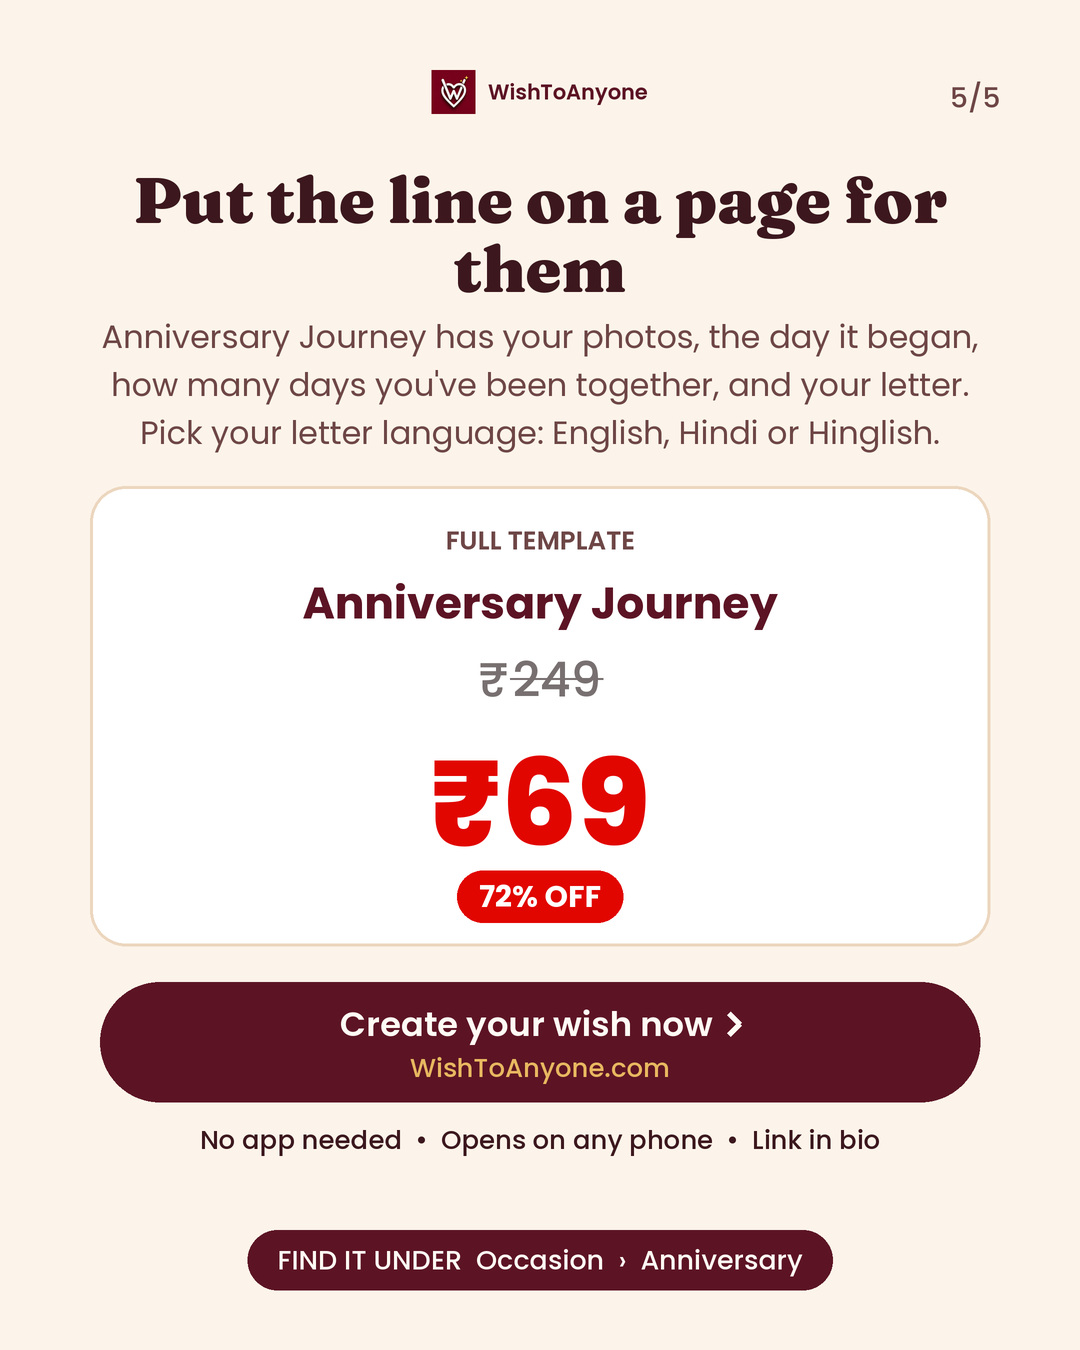 WishToAnyone
5/5
Put the line on a page for
them
Anniversary Journey has your photos, the day it began,
how many days you've been together, and your letter.
Pick your letter language: English, Hindi or Hinglish.
FULL TEMPLATE
Anniversary Journey
₹249
₹69
72% OFF
Create your wish now ›
WishToAnyone.com
No app needed • Opens on any phone • Link in bio
FIND IT UNDER Occasion › Anniversary